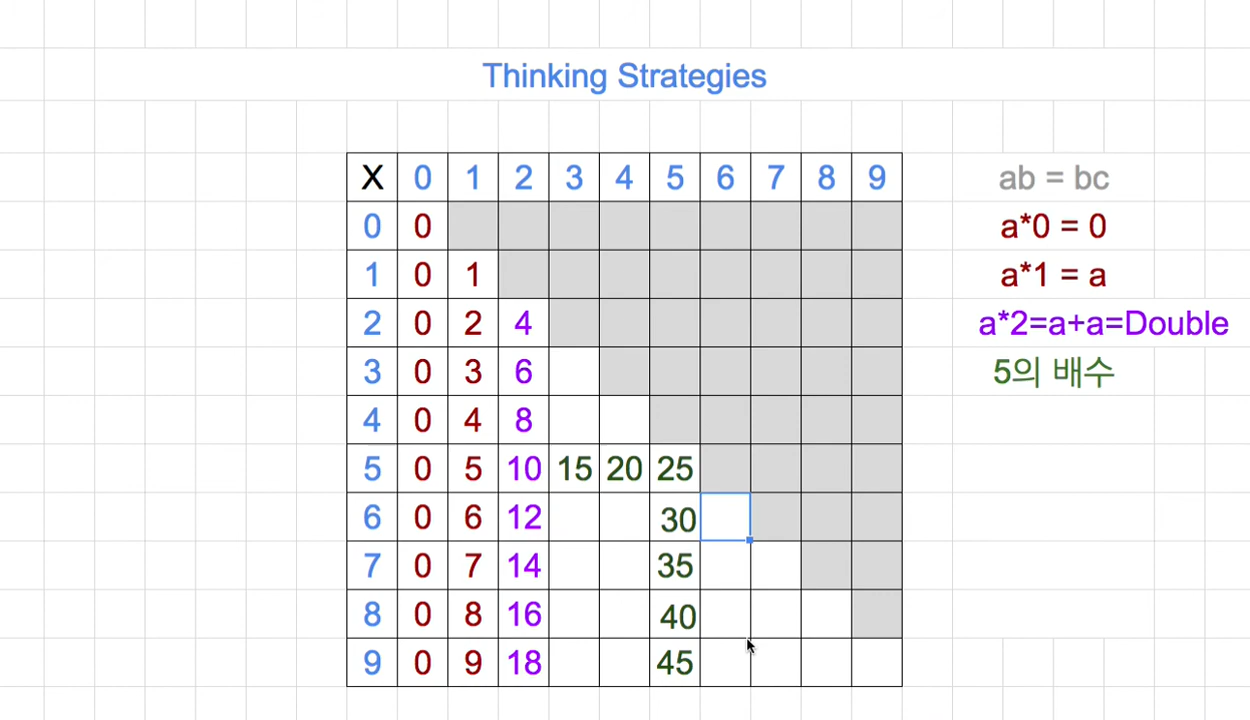 Thinking Strategies
X 0 1 2 3 4 5 6 7 8 9
0 0
1 0 1
2 0 2 4
3 0 3 6
4 0 4 8
5 0 5 10 15 20 25
6 0 6 12 30
7 0 7 14 35
8 0 8 16 40
9 0 9 18 45
ab = bc
a*0 = 0
a*1 = a
a*2=a+a=Double
5의 배수